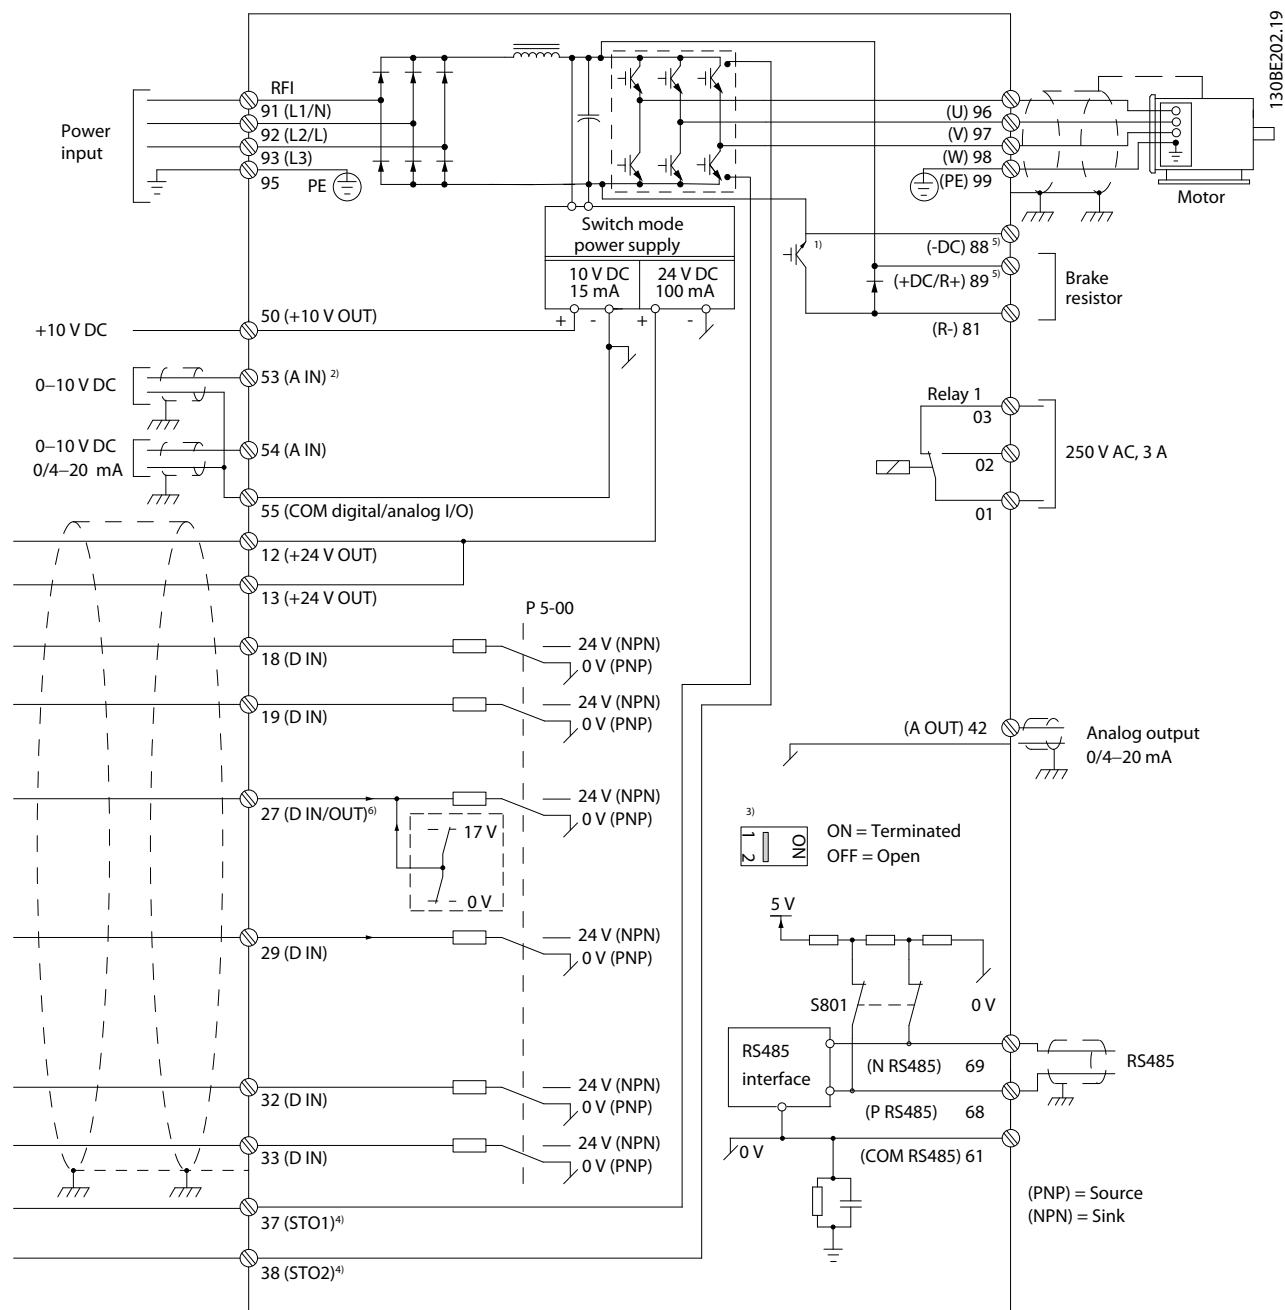 130BE202.19
RFI
Power
input
91 (L1/N)
92 (L2/L)
93 (L3)
95
PE
(U) 96
(V) 97
(W) 98
(PE) 99
Motor
Switch mode
power supply
10 V DC
15 mA
24 V DC
100 mA
+ - + -
1)
(-DC) 88 5)
(+DC/R+) 89 5)
(R-) 81
Brake
resistor
+10 V DC
50 (+10 V OUT)
0–10 V DC
53 (A IN) 2)
0–10 V DC
0/4–20 mA
54 (A IN)
55 (COM digital/analog I/O)
Relay 1
03
02
01
250 V AC, 3 A
12 (+24 V OUT)
13 (+24 V OUT)
P 5-00
18 (D IN)
24 V (NPN)
0 V (PNP)
19 (D IN)
24 V (NPN)
0 V (PNP)
27 (D IN/OUT) 6)
24 V (NPN)
0 V (PNP)
17 V
0 V
29 (D IN)
24 V (NPN)
0 V (PNP)
32 (D IN)
24 V (NPN)
0 V (PNP)
33 (D IN)
24 V (NPN)
0 V (PNP)
37 (STO1) 4)
38 (STO2) 4)
(A OUT) 42
Analog output
0/4–20 mA
3)
1 2 ON
ON = Terminated
OFF = Open
5 V
S801
0 V
RS485
interface
(N RS485) 69
(P RS485) 68
RS485
0 V
(COM RS485) 61
(PNP) = Source
(NPN) = Sink